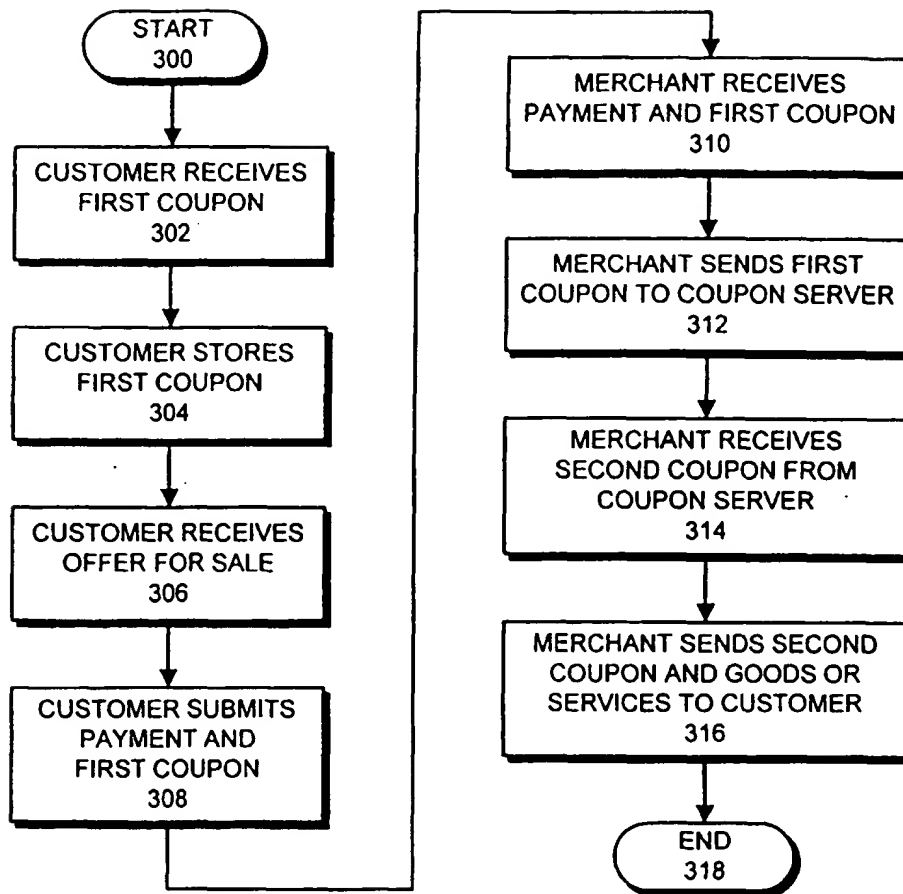 START
300
CUSTOMER RECEIVES
FIRST COUPON
302
CUSTOMER STORES
FIRST COUPON
304
CUSTOMER RECEIVES
OFFER FOR SALE
306
CUSTOMER SUBMITS
PAYMENT AND
FIRST COUPON
308
MERCHANT RECEIVES
PAYMENT AND FIRST COUPON
310
MERCHANT SENDS FIRST
COUPON TO COUPON SERVER
312
MERCHANT RECEIVES
SECOND COUPON FROM
COUPON SERVER
314
MERCHANT SENDS SECOND
COUPON AND GOODS OR
SERVICES TO CUSTOMER
316
END
318